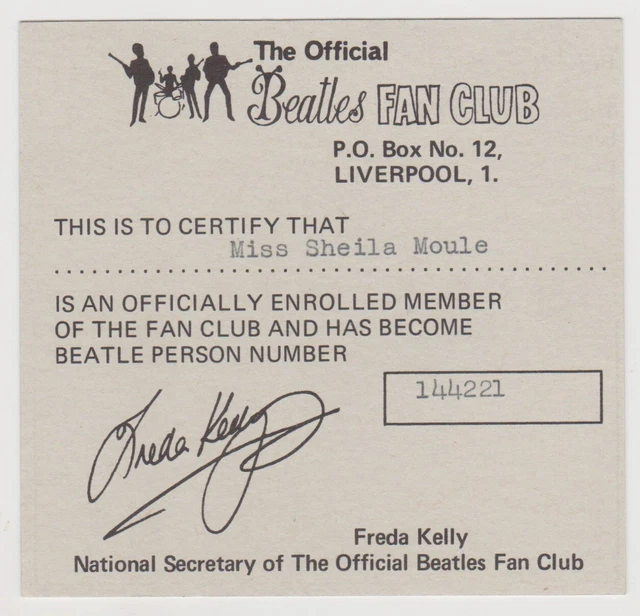 The Official
Beatles FAN CLUB
P.O. Box No. 12,
LIVERPOOL, 1.
THIS IS TO CERTIFY THAT
Miss Sheila Moule
IS AN OFFICIALLY ENROLLED MEMBER
OF THE FAN CLUB AND HAS BECOME
BEATLE PERSON NUMBER
144221
Freda Kelly
Freda Kelly
National Secretary of The Official Beatles Fan Club